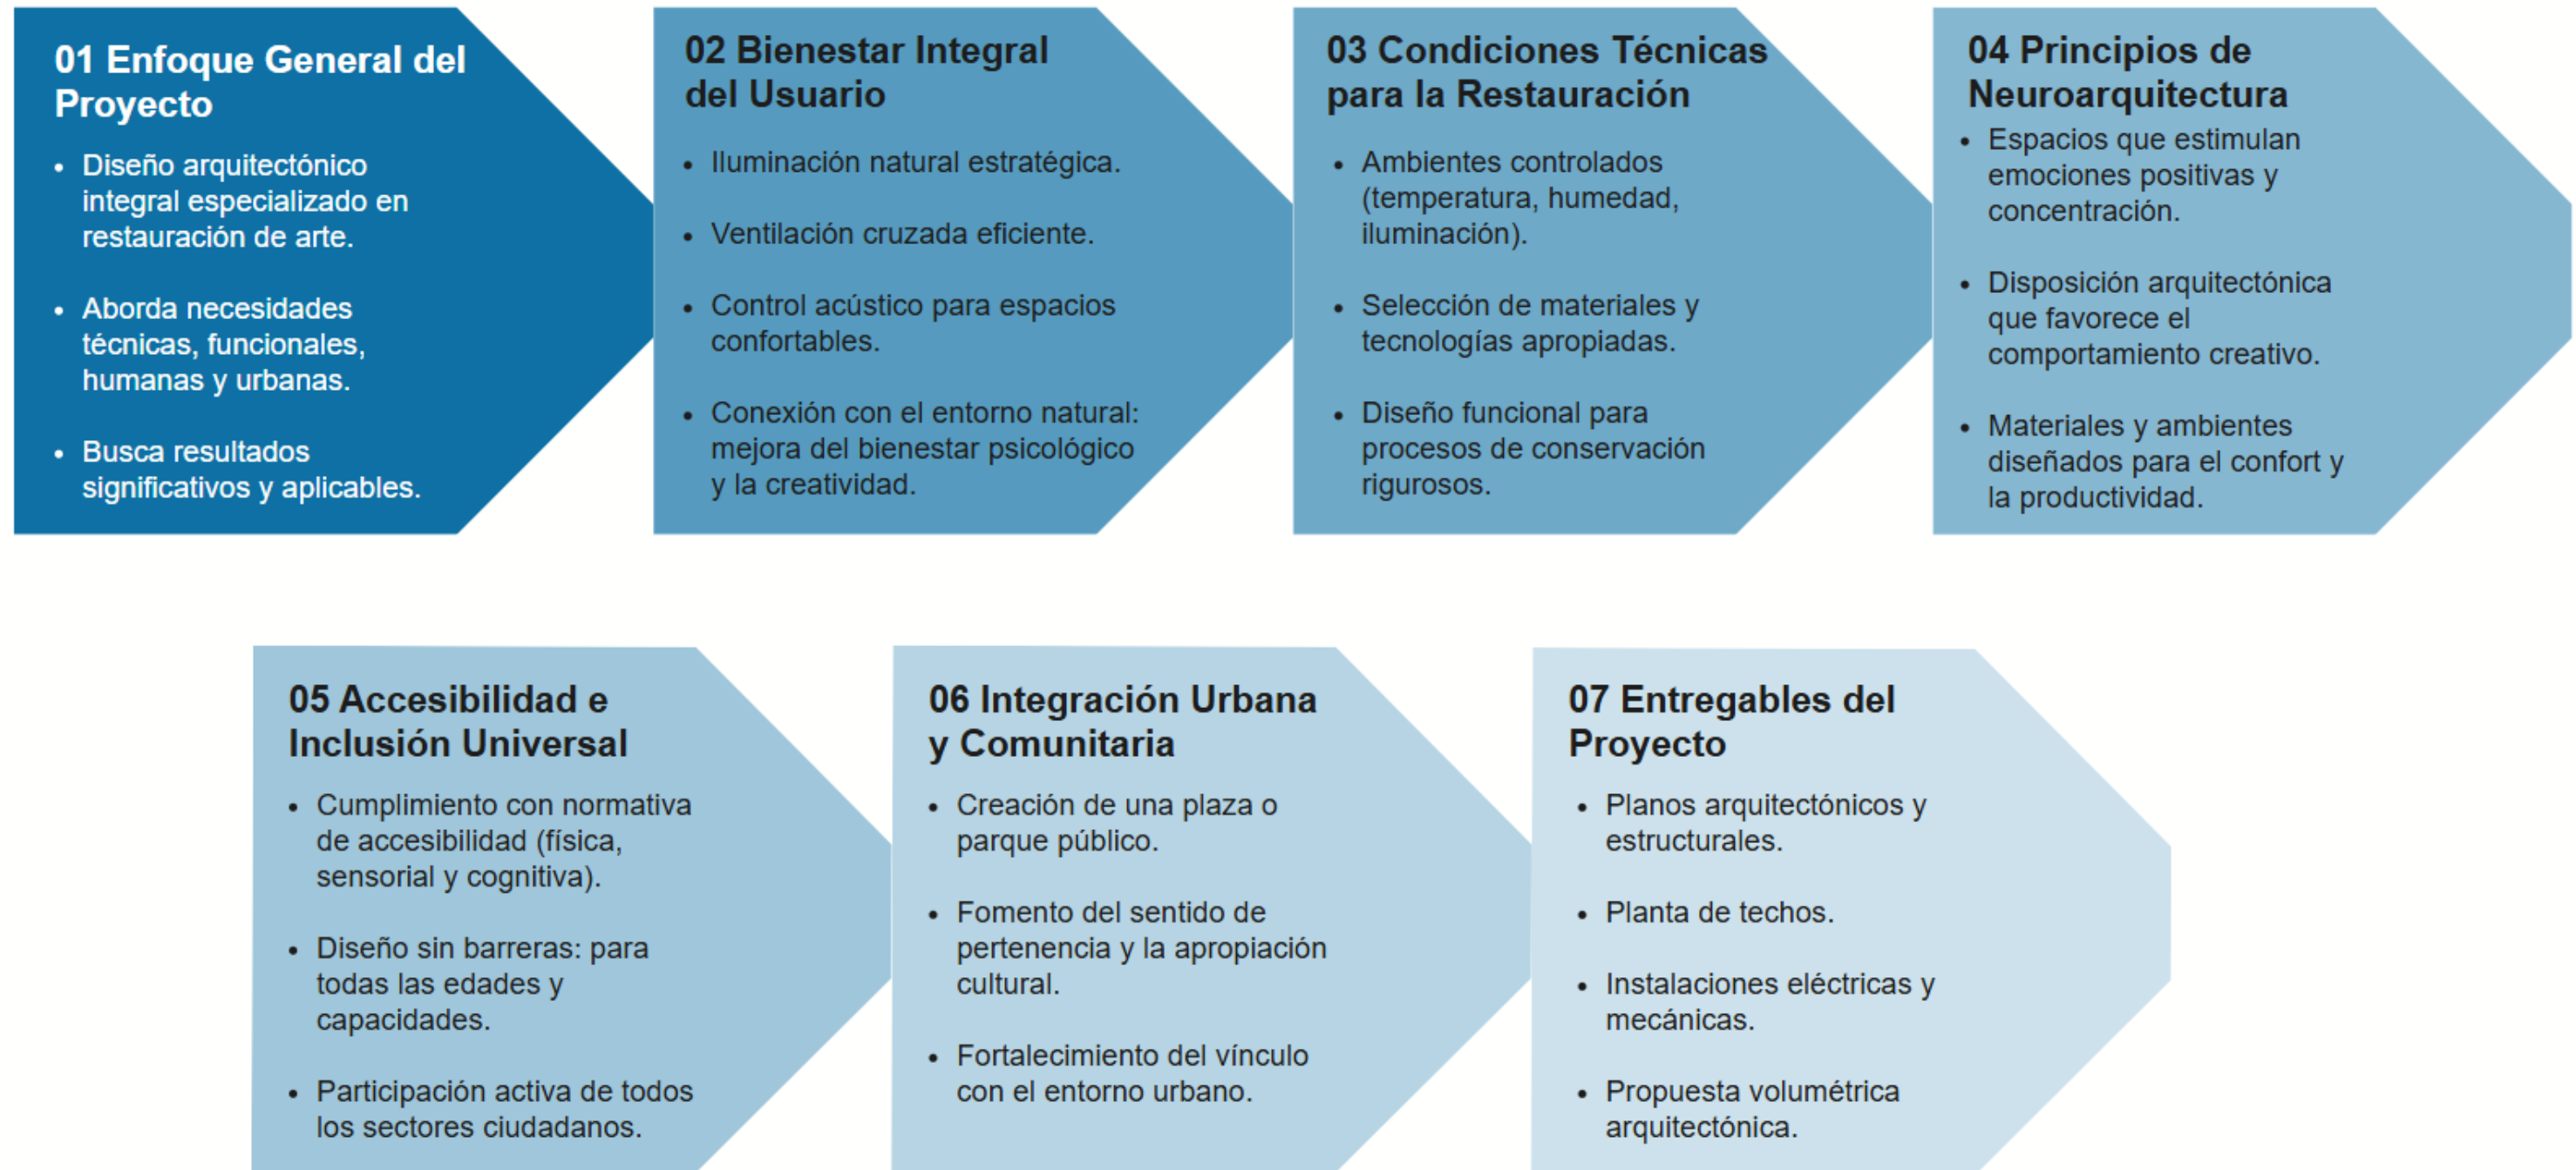 01 Enfoque General del
Proyecto
• Diseño arquitectónico
integral especializado en
restauración de arte.
• Aborda necesidades
técnicas, funcionales,
humanas y urbanas.
• Busca resultados
significativos y aplicables.
02 Bienestar Integral
del Usuario
• Iluminación natural estratégica.
• Ventilación cruzada eficiente.
• Control acústico para espacios
confortables.
• Conexión con el entorno natural:
mejora del bienestar psicológico
y la creatividad.
03 Condiciones Técnicas
para la Restauración
• Ambientes controlados
(temperatura, humedad,
iluminación).
• Selección de materiales y
tecnologías apropiadas.
• Diseño funcional para
procesos de conservación
rigurosos.
04 Principios de
Neuroarquitectura
• Espacios que estimulan
emociones positivas y
concentración.
• Disposición arquitectónica
que favorece el
comportamiento creativo.
• Materiales y ambientes
diseñados para el confort y
la productividad.
05 Accesibilidad e
Inclusión Universal
• Cumplimiento con normativa
de accesibilidad (física,
sensorial y cognitiva).
• Diseño sin barreras: para
todas las edades y
capacidades.
• Participación activa de todos
los sectores ciudadanos.
06 Integración Urbana
y Comunitaria
• Creación de una plaza o
parque público.
• Fomento del sentido de
pertenencia y la apropiación
cultural.
• Fortalecimiento del vínculo
con el entorno urbano.
07 Entregables del
Proyecto
• Planos arquitectónicos y
estructurales.
• Planta de techos.
• Instalaciones eléctricas y
mecánicas.
• Propuesta volumétrica
arquitectónica.